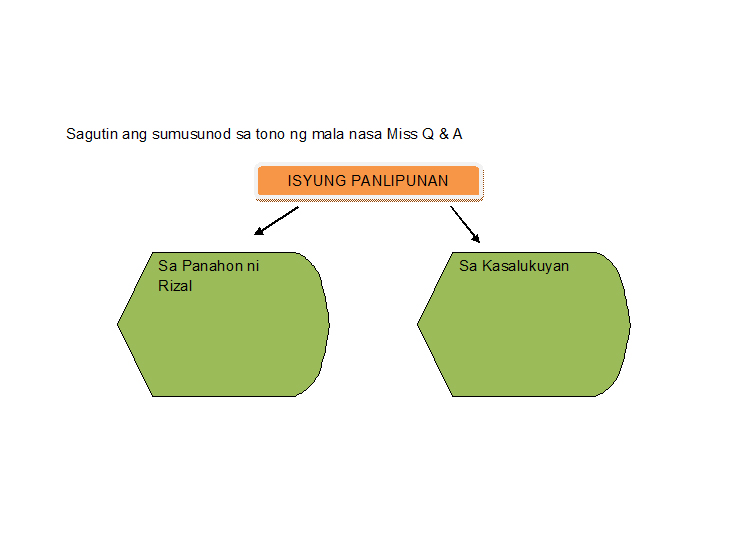 Sagutin ang sumusunod sa tono ng mala nasa Miss Q & A
ISYUNG PANLIPUNAN
Sa Panahon ni
Rizal
Sa Kasalukuyan